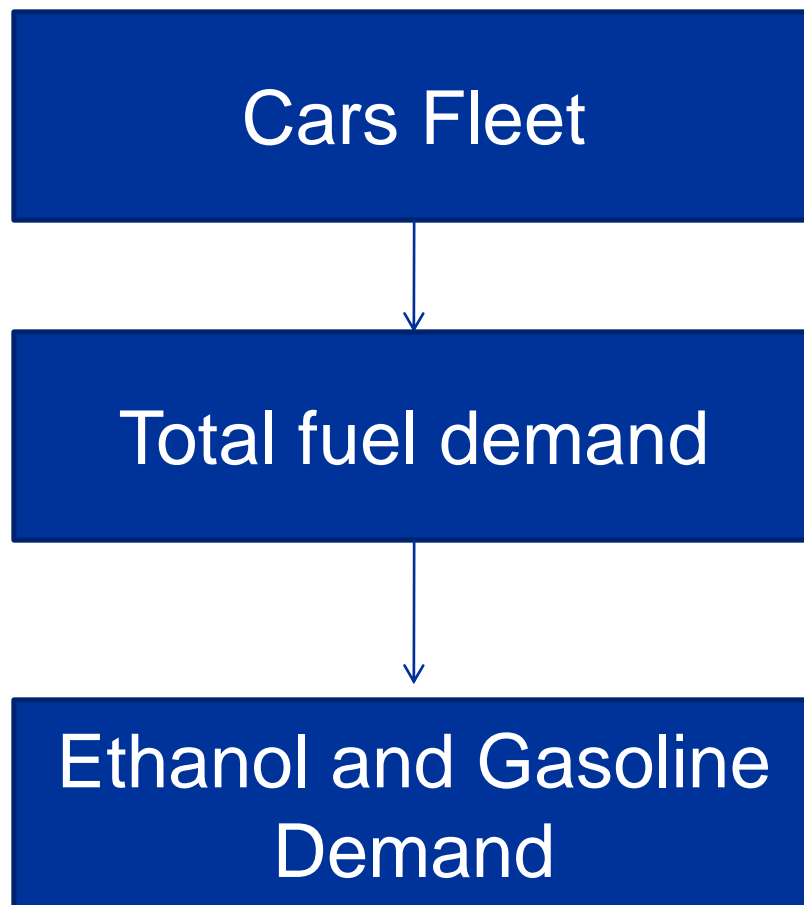 Cars Fleet
Total fuel demand
Ethanol and Gasoline
Demand